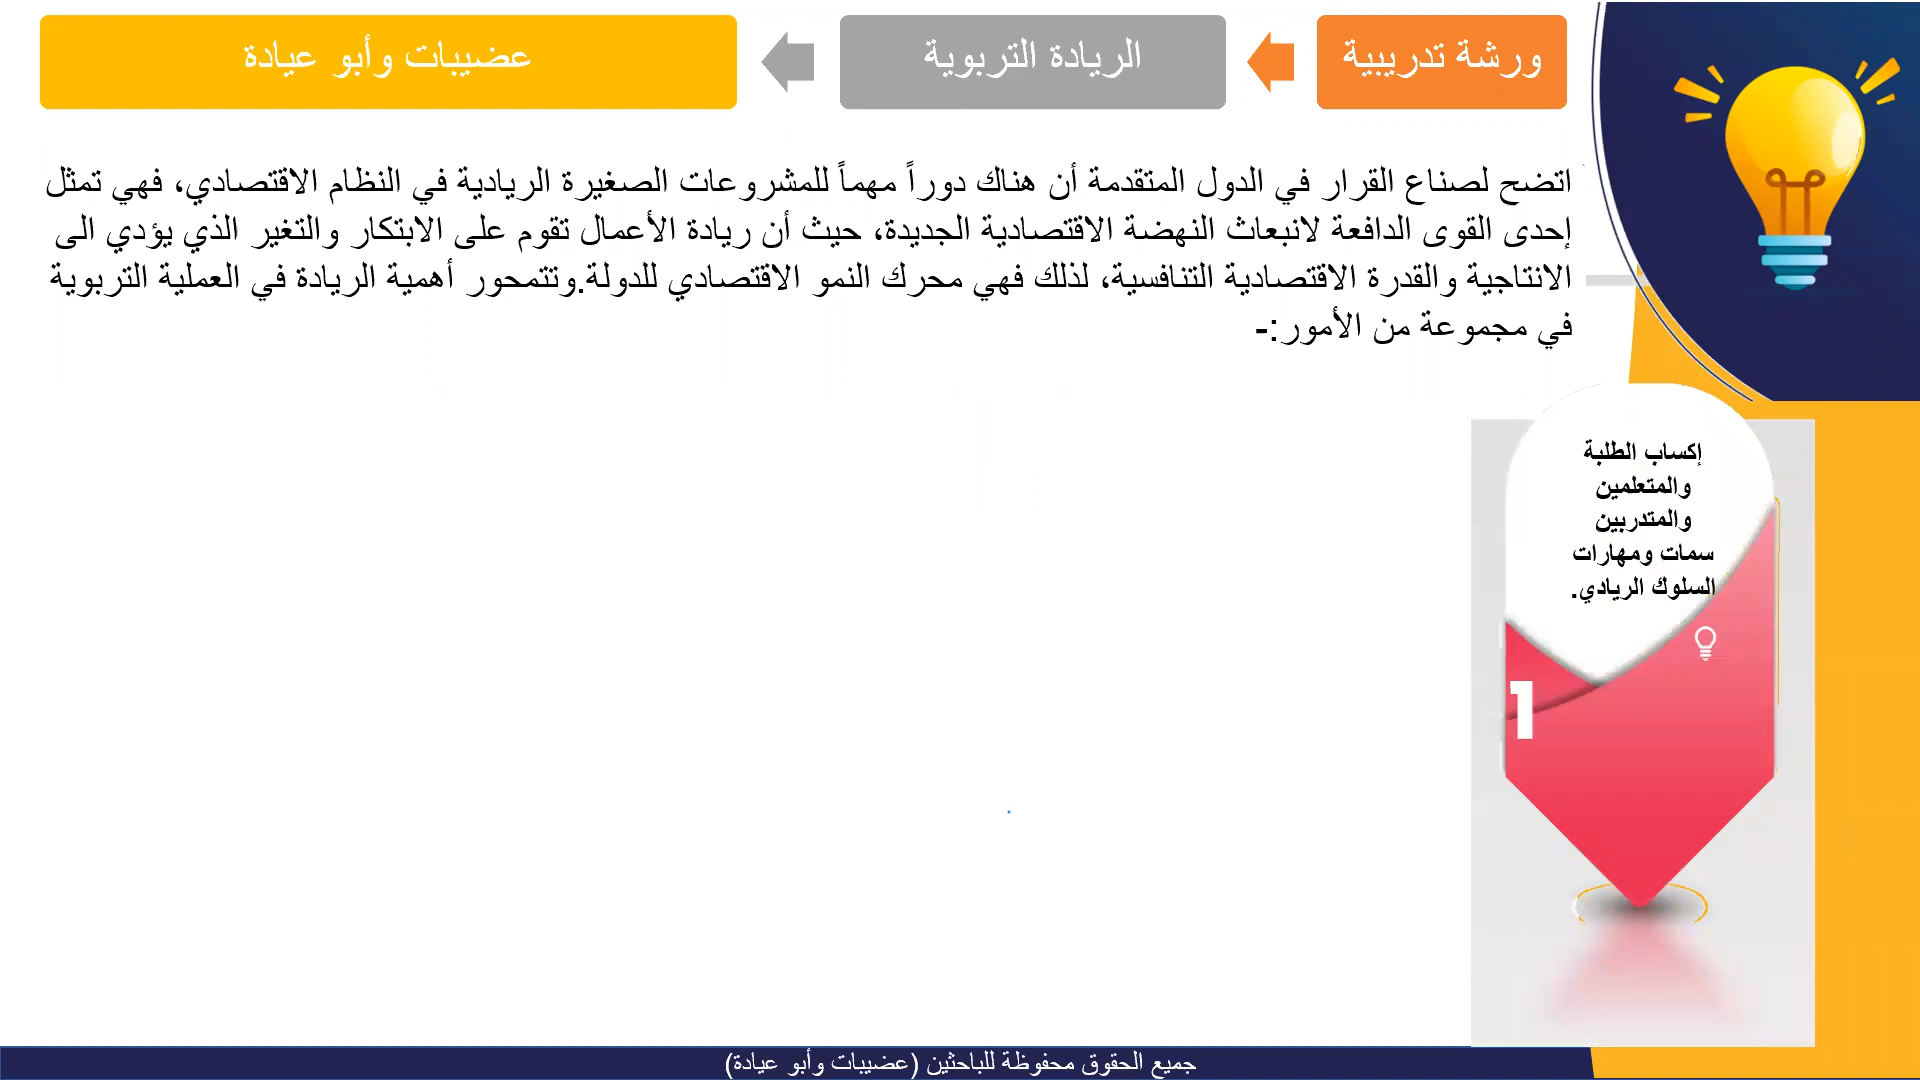 ورشة تدريبية
الريادة التربوية
عضيبات وأبو عيادة
اتضح لصناع القرار في الدول المتقدمة أن هناك دوراً مهماً للمشروعات الصغيرة الريادية في النظام الاقتصادي، فهي تمثل
إحدى القوى الدافعة لانبعاث النهضة الاقتصادية الجديدة، حيث أن ريادة الأعمال تقوم على الابتكار والتغير الذي يؤدي الى
الانتاجية والقدرة الاقتصادية التنافسية، لذلك فهي محرك النمو الاقتصادي للدولة.وتتمحور أهمية الريادة في العملية التربوية
في مجموعة من الأمور:-
إكساب الطلبة
والمتعلمين
والمتدربين
سمات ومهارات
السلوك الريادي.
1
جميع الحقوق محفوظة للباحثين (عضيبات وأبو عيادة)